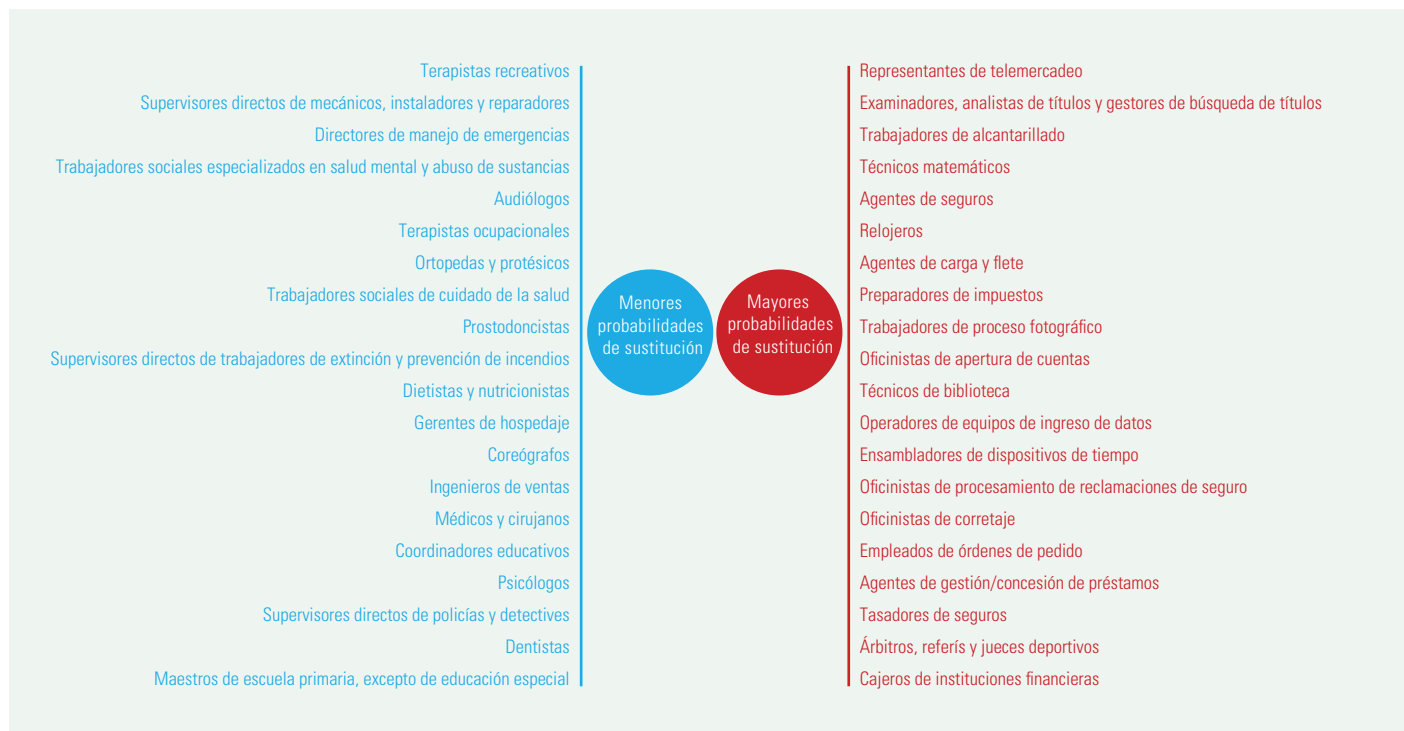 Terapistas recreativos
Supervisores directos de mecánicos, instaladores y reparadores
Directores de manejo de emergencias
Trabajadores sociales especializados en salud mental y abuso de sustancias
Audiólogos
Terapistas ocupacionales
Ortopedas y protésicos
Trabajadores sociales de cuidado de la salud
Prostodoncistas
Supervisores directos de trabajadores de extinción y prevención de incendios
Dietistas y nutricionistas
Gerentes de hospedaje
Coreógrafos
Ingenieros de ventas
Médicos y cirujanos
Coordinadores educativos
Psicólogos
Supervisores directos de policías y detectives
Dentistas
Maestros de escuela primaria, excepto de educación especial
Menores
probabilidades
de sustitución
Mayores
probabilidades
de sustitución
Representantes de telemercadeo
Examinadores, analistas de títulos y gestores de búsqueda de títulos
Trabajadores de alcantarillado
Técnicos matemáticos
Agentes de seguros
Relojeros
Agentes de carga y flete
Preparadores de impuestos
Trabajadores de proceso fotográfico
Oficinistas de apertura de cuentas
Técnicos de biblioteca
Operadores de equipos de ingreso de datos
Ensambladores de dispositivos de tiempo
Oficinistas de procesamiento de reclamaciones de seguro
Oficinistas de corretaje
Empleados de órdenes de pedido
Agentes de gestión/concesión de préstamos
Tasadores de seguros
Árbitros, referís y jueces deportivos
Cajeros de instituciones financieras